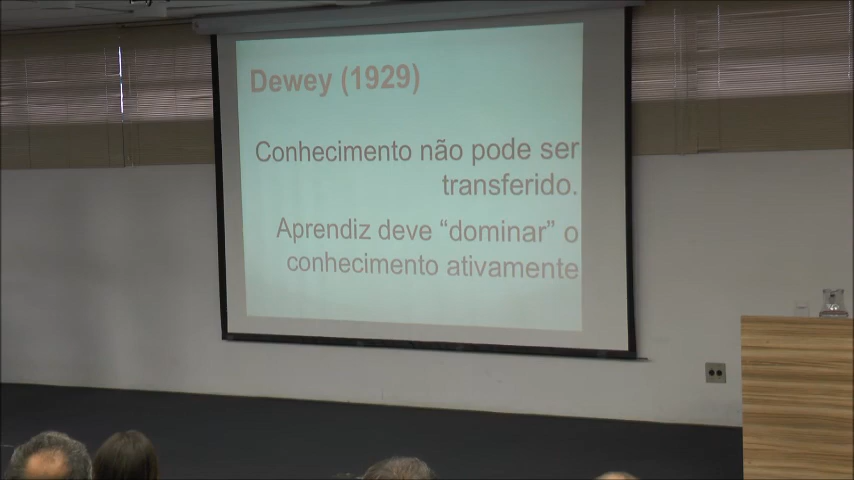 Dewey (1929)
Conhecimento não pode ser
transferido.
Aprendiz deve “dominar” o
conhecimento ativamente